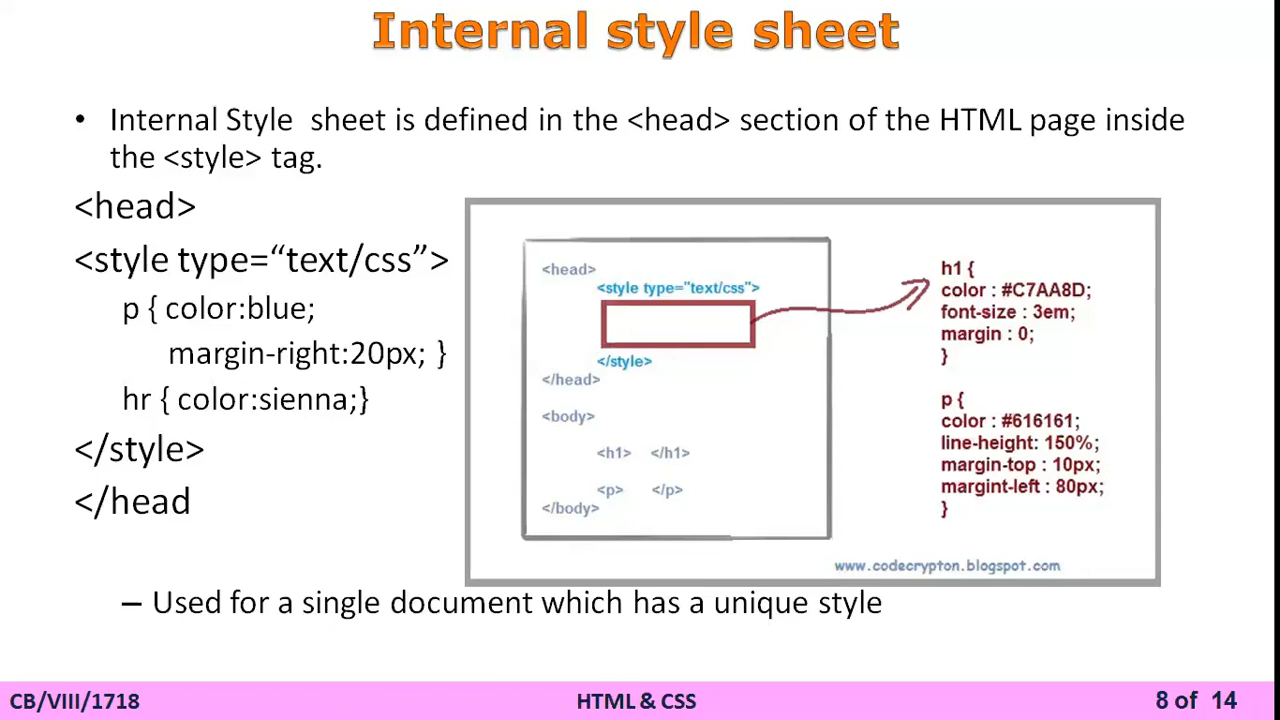 Internal style sheet
• Internal Style sheet is defined in the <head> section of the HTML page inside
the <style> tag.
<head>
<style type=“text/css”>
p { color:blue;
margin-right:20px; }
hr { color:sienna;}
</style>
</head
<head>
<style type="text/css">
</style>
</head>
<body>
<h1> </h1>
<p> </p>
</body>
h1 {
color : #C7AA8D;
font-size : 3em;
margin : 0;
}
p {
color : #616161;
line-height: 150%;
margin-top : 10px;
margint-left : 80px;
}
www.codecrypton.blogspot.com
– Used for a single document which has a unique style
CB/VIII/1718
HTML & CSS
8 of 14